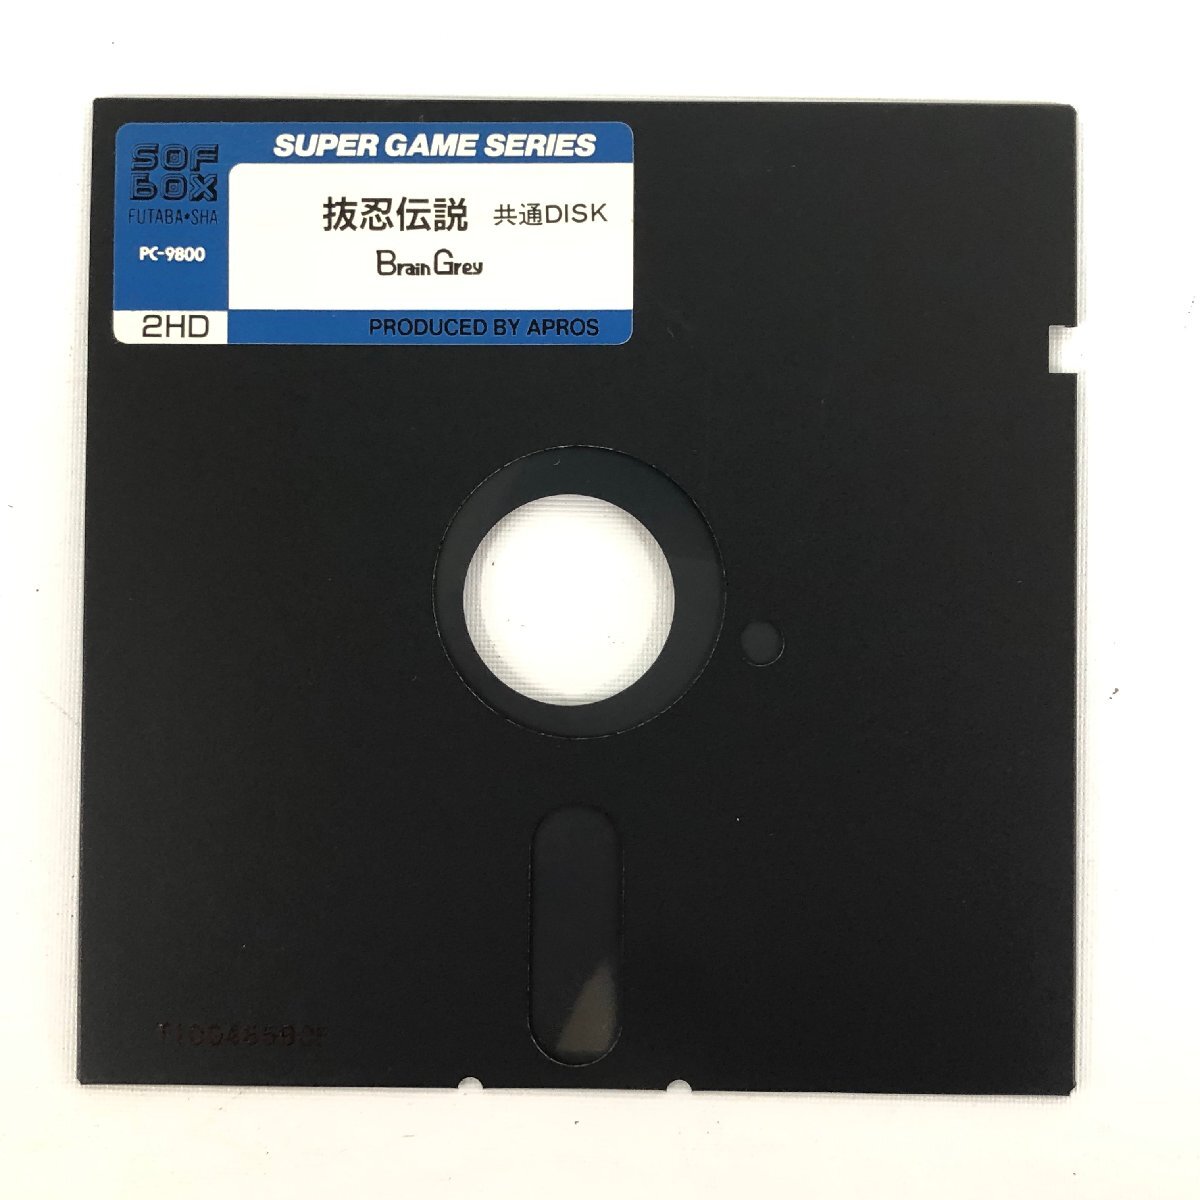 SUPER GAME SERIES
SOF
BOX
FUTABA•SHA
PC-9800
2HD
抜忍伝説 共通DISK
Brain Grey
PRODUCED BY APROS